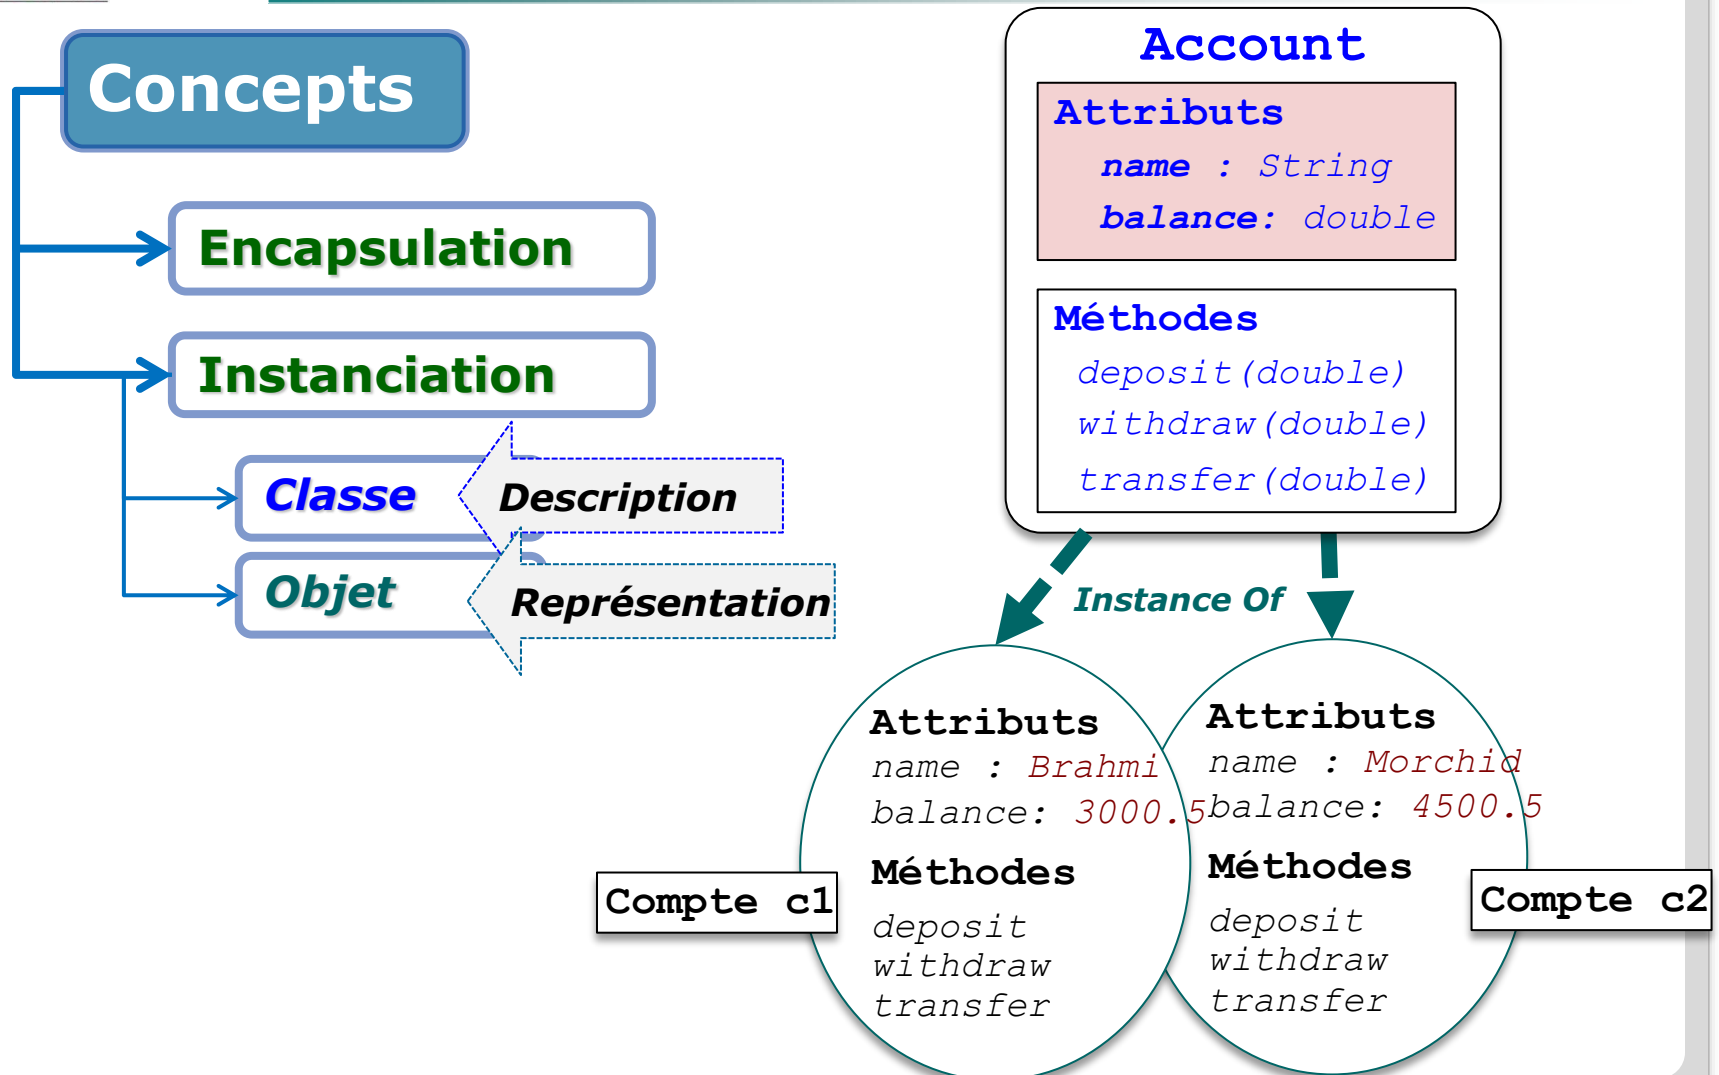 Concepts
Encapsulation
Instanciation
Classe
Description
Objet
Représentation
Account
Attributs
name : String
balance: double
Méthodes
deposit(double)
withdraw(double)
transfer(double)
Instance Of
Attributs
name : Brahmi
balance: 3000.5
Méthodes
deposit
withdraw
transfer
Compte c1
Attributs
name : Morchid
balance: 4500.5
Méthodes
deposit
withdraw
transfer
Compte c2